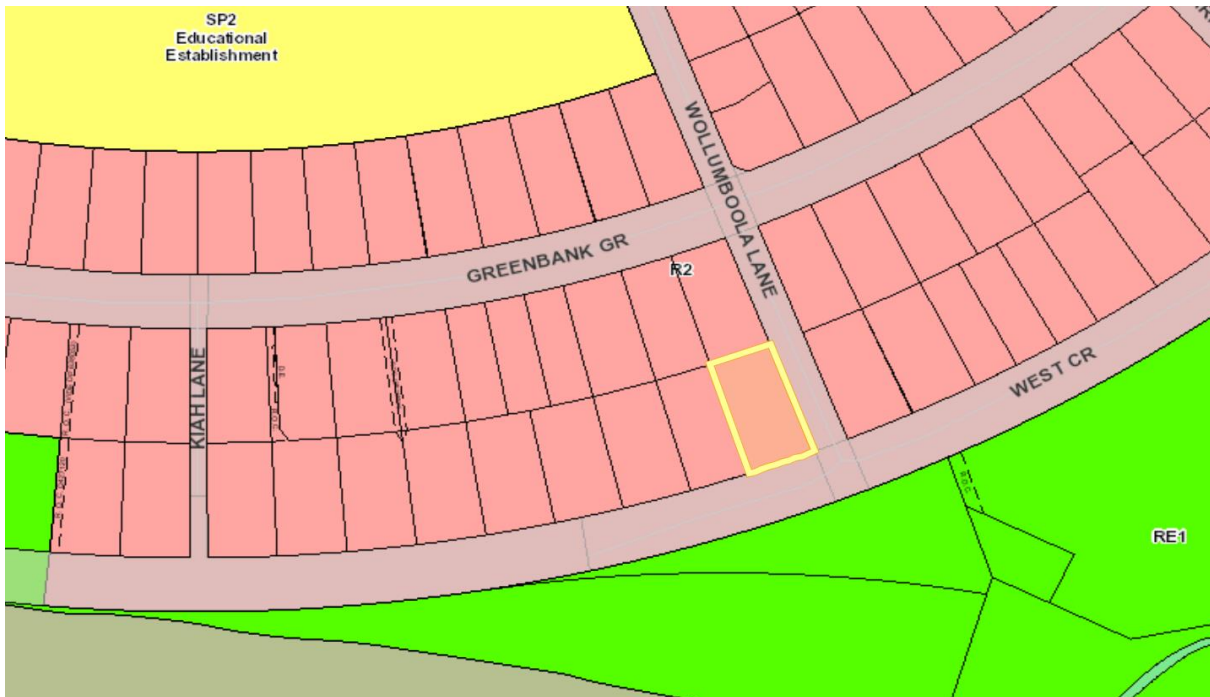 SP2
Educational
Establishment
WOLLUMBOOLA LANE
GREENBANK GR
R2
KIAH LANE
WEST CR
RE1